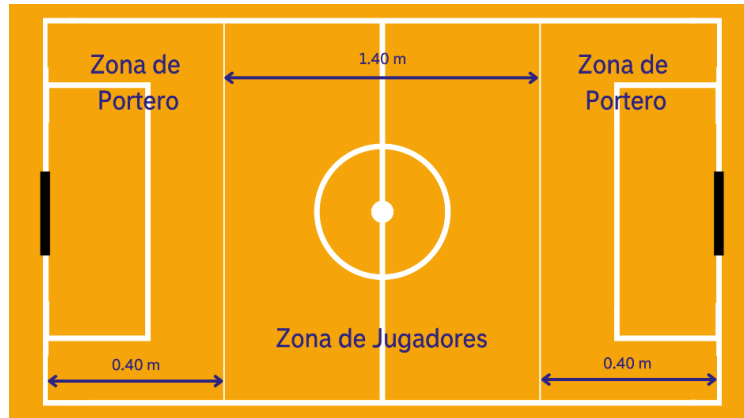 Zona de
Portero
1.40 m
Zona de
Portero
Zona de Jugadores
0.40 m
0.40 m